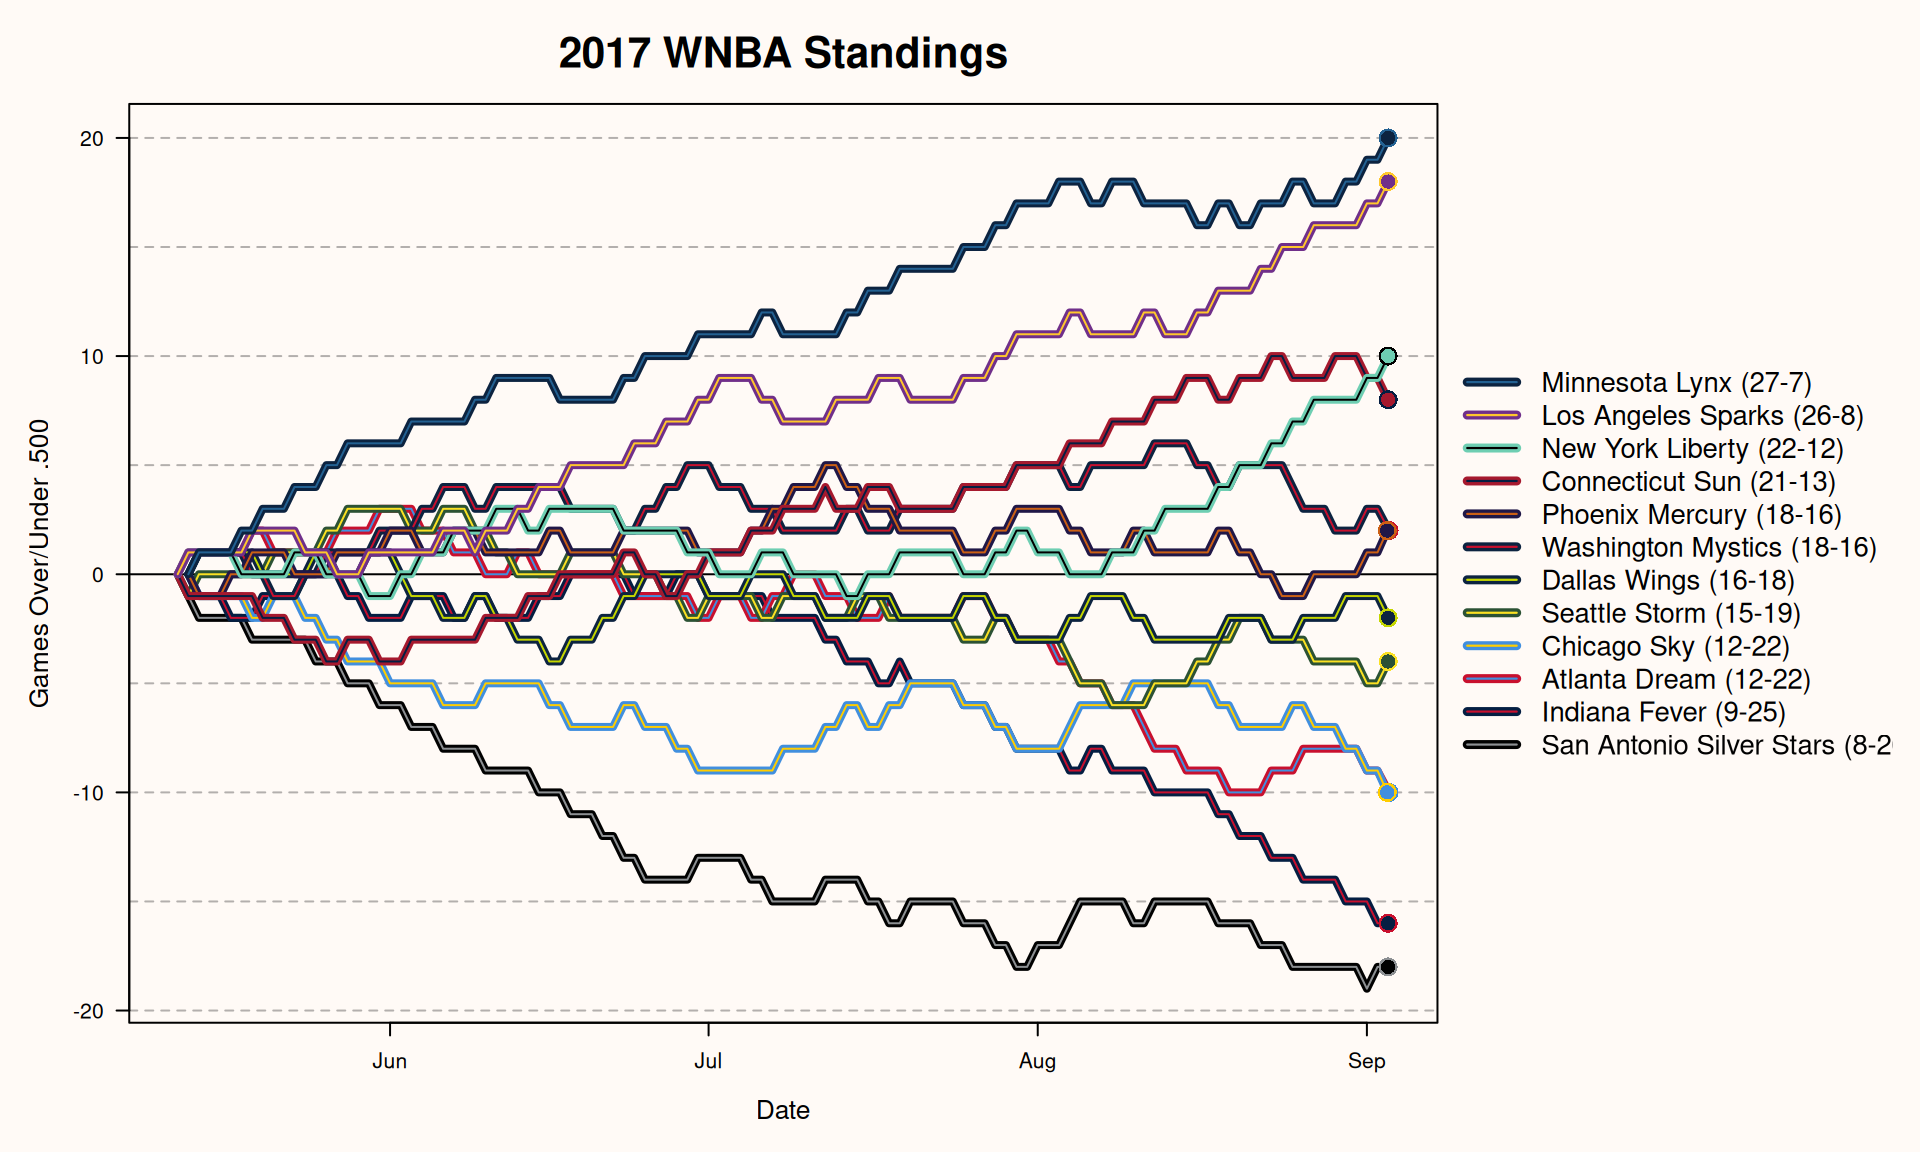 2017 WNBA Standings
Games Over/Under .500
20
10
0
-10
-20
Jun
Jul
Aug
Sep
Date
Minnesota Lynx (27-7)
Los Angeles Sparks (26-8)
New York Liberty (22-12)
Connecticut Sun (21-13)
Phoenix Mercury (18-16)
Washington Mystics (18-16)
Dallas Wings (16-18)
Seattle Storm (15-19)
Chicago Sky (12-22)
Atlanta Dream (12-22)
Indiana Fever (9-25)
San Antonio Silver Stars (8-2